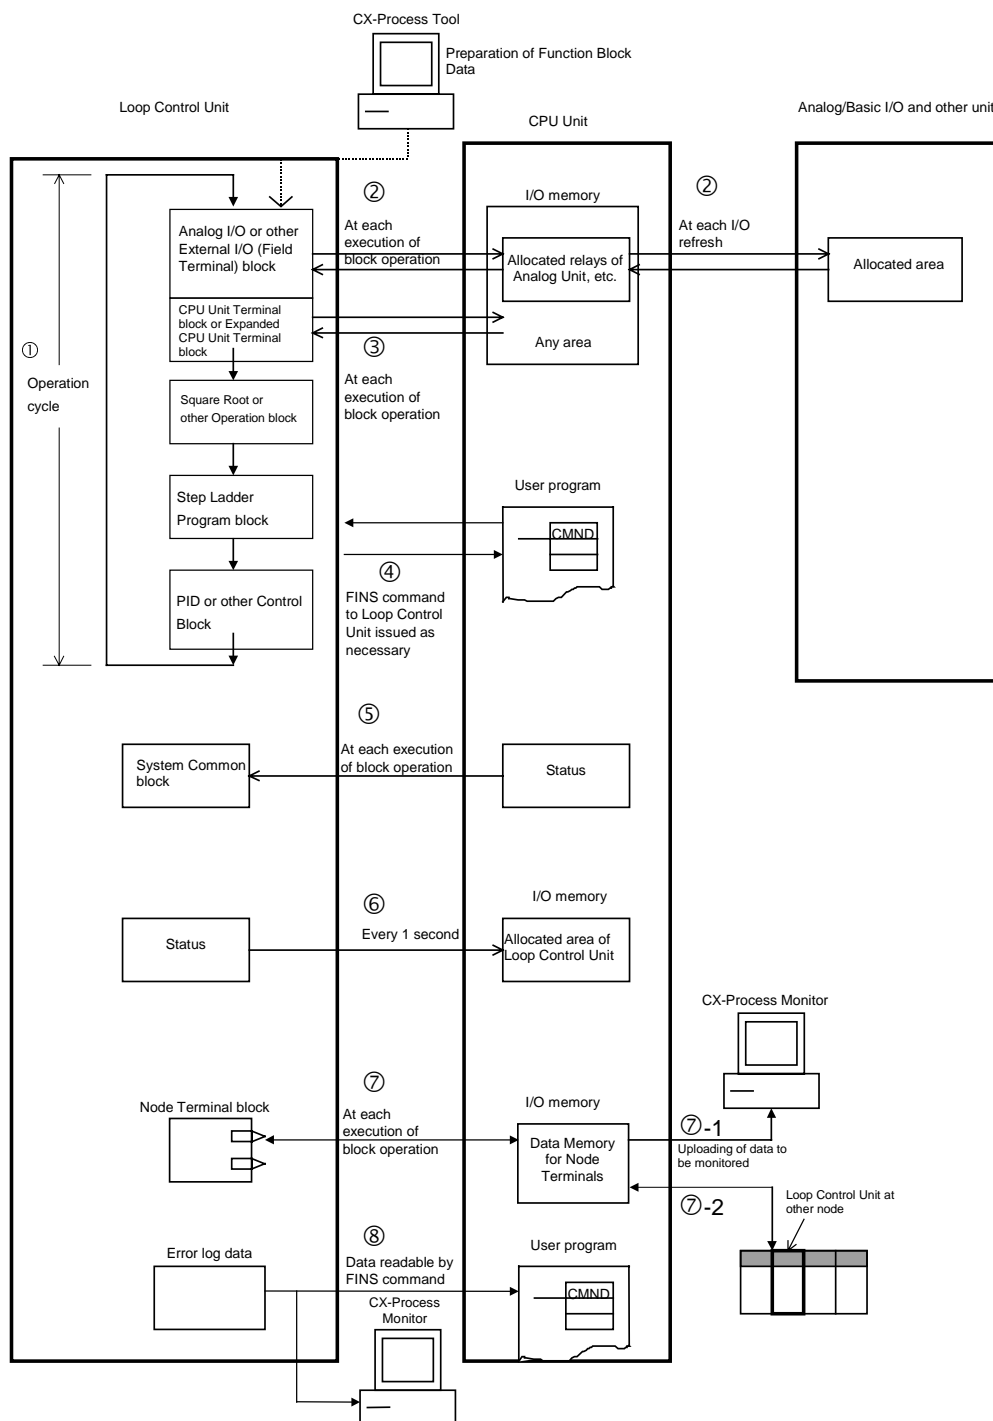 CX-Process Tool
Preparation of Function Block
Data
Loop Control Unit
CPU Unit
Analog/Basic I/O and other unit
②
I/O memory
②
At each
execution of
block operation
At each I/O
refresh
Analog I/O or other
External I/O (Field
Terminal) block
Allocated relays of
Analog Unit, etc.
Allocated area
CPU Unit Terminal
block or Expanded
CPU Unit Terminal
block
Any area
①
Operation
cycle
③
At each
execution of
block operation
Square Root or
other Operation block
Step Ladder
Program block
User program
CMND
④
FINS command
to Loop Control
Unit issued as
necessary
PID or other Control
Block
⑤
At each execution
of block operation
System Common
block
Status
⑥
Every 1 second
I/O memory
Status
Allocated area of
Loop Control Unit
CX-Process Monitor
⑦
Node Terminal block
At each
execution of
block operation
I/O memory
Data Memory
for Node
Terminals
⑦-1
Uploading of data to
be monitored
⑦-2
Loop Control Unit at
other node
⑧
Error log data
Data readable by
FINS command
User program
CMND
CX-Process
Monitor